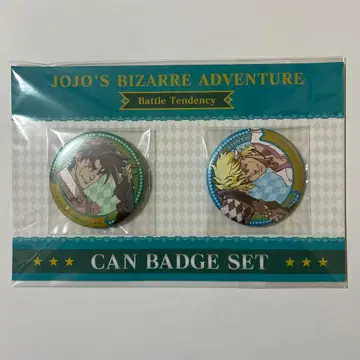 JOJO'S BIZARRE ADVENTURE
Battle Tendency
CAN BADGE SET